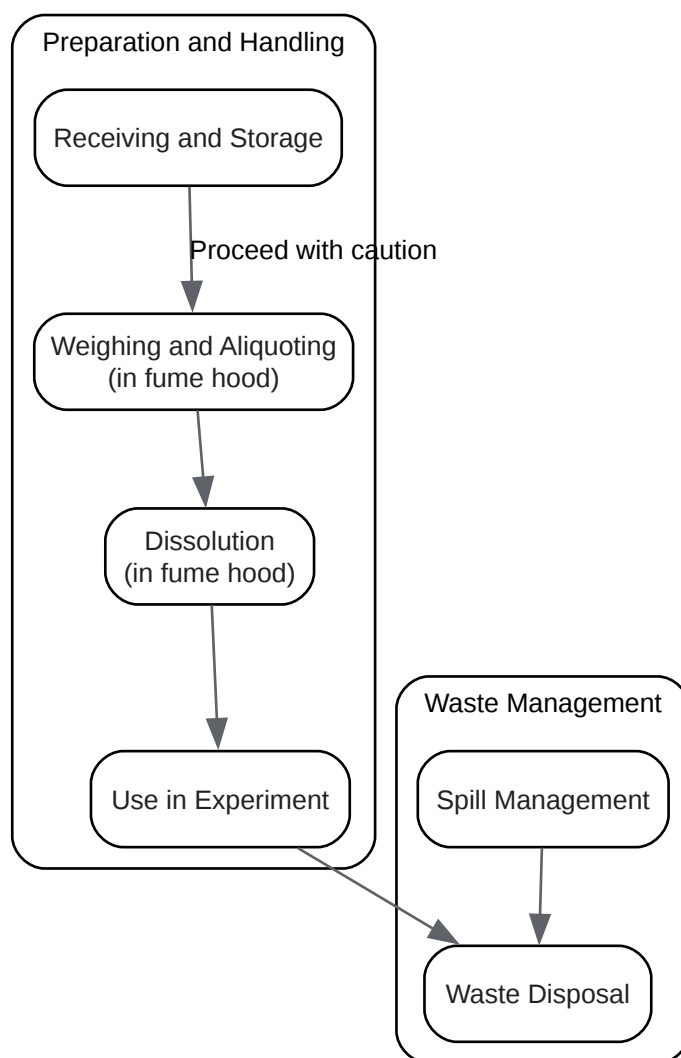 Preparation and Handling
Receiving and Storage
Proceed with caution
Weighing and Aliquoting
(in fume hood)
Dissolution
(in fume hood)
Use in Experiment
Waste Management
Spill Management
Waste Disposal